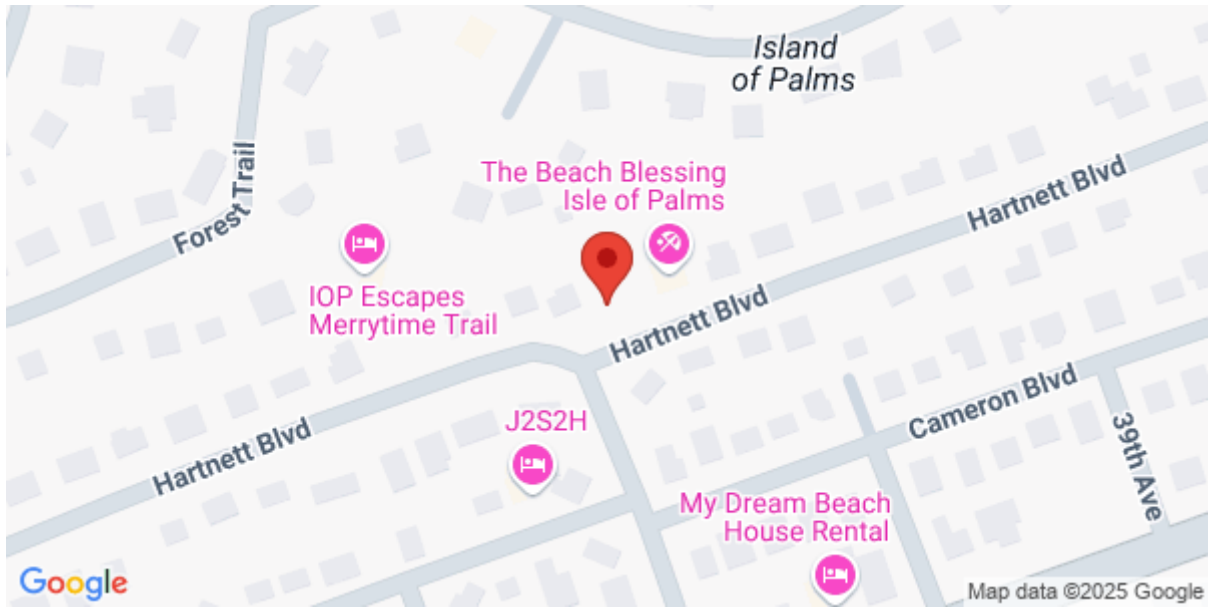 Island
of Palms
The Beach Blessing
Isle of Palms
Hartnett Blvd
Forest Trail
IOP Escapes
Merrytime Trail
Hartnett Blvd
J2S2H
Cameron Blvd
39th Ave
Hartnett Blvd
My Dream Beach
House Rental
Google
Map data ©2025 Google